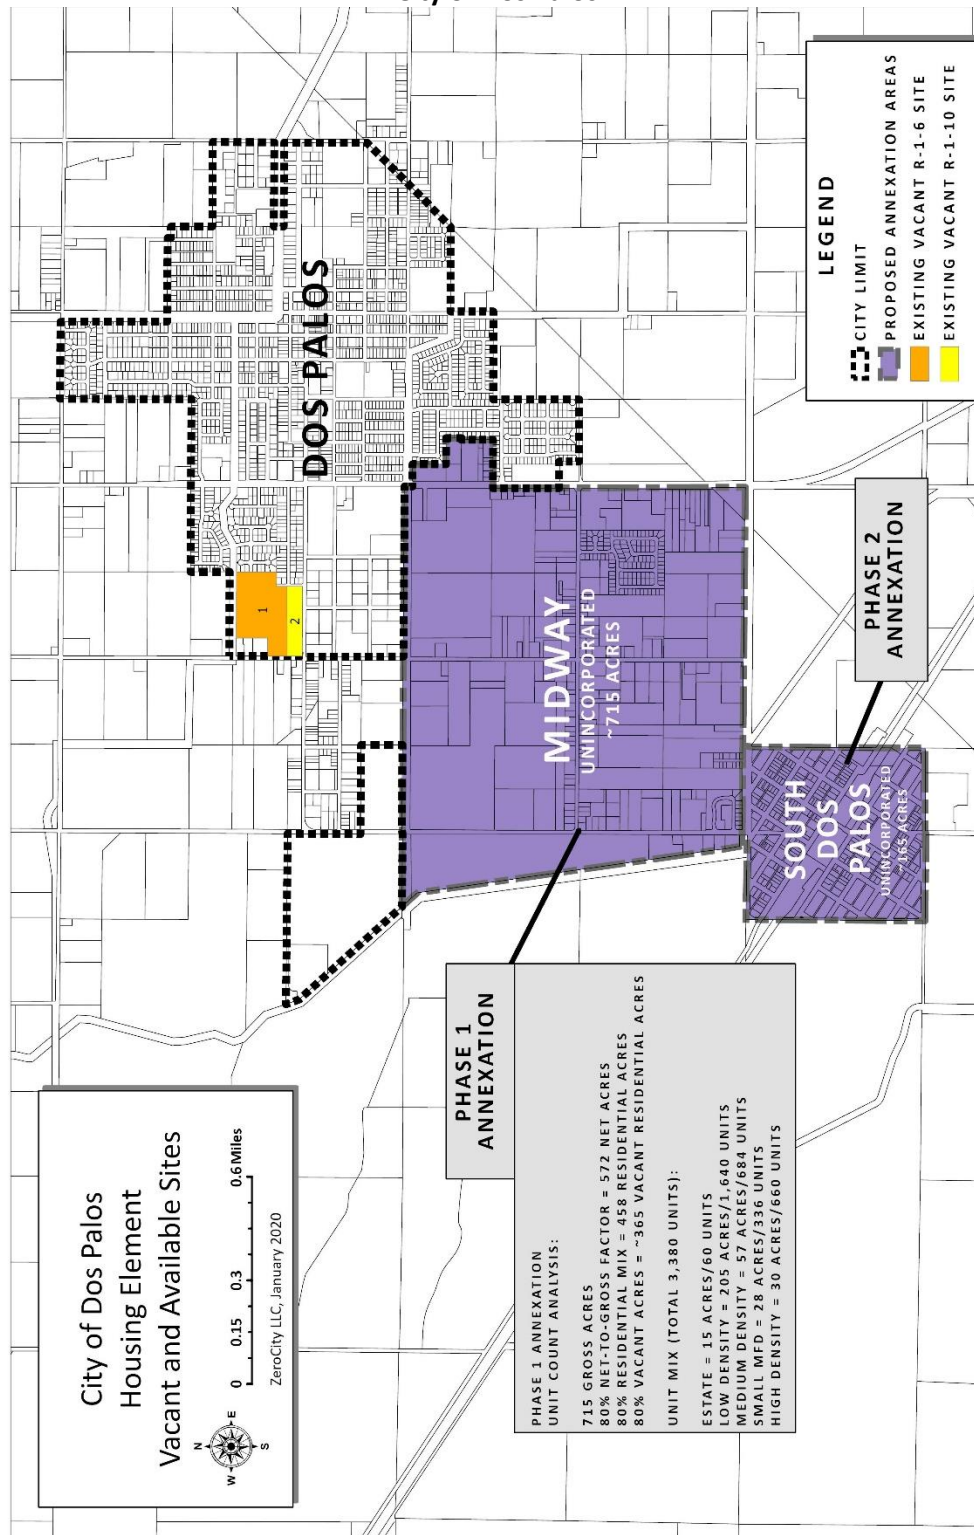 City of Dos Palos
Housing Element
Vacant and Available Sites
N
W
E
S
0 0.15 0.3 0.6 Miles
ZeroCity LLC, January 2020
PHASE 1
ANNEXATION
PHASE 1 ANNEXATION
UNIT COUNT ANALYSIS:
715 GROSS ACRES
80% NET-TO-GROSS FACTOR = 572 NET ACRES
80% RESIDENTIAL MIX = 458 RESIDENTIAL ACRES
80% VACANT ACRES = ~365 VACANT RESIDENTIAL ACRES
UNIT MIX (TOTAL 3,380 UNITS):
ESTATE = 15 ACRES/60 UNITS
LOW DENSITY = 205 ACRES/1,640 UNITS
MEDIUM DENSITY = 57 ACRES/684 UNITS
SMALL MFD = 28 ACRES/336 UNITS
HIGH DENSITY = 30 ACRES/660 UNITS
1
2
DOS PALOS
MIDWAY
UNINCORPORATED
~715 ACRES
SOUTH
DOS
PALOS
UNINCORPORATED
~165 ACRES
PHASE 2
ANNEXATION
LEGEND
CITY LIMIT
PROPOSED ANNEXATION AREAS
EXISTING VACANT R-1-6 SITE
EXISTING VACANT R-1-10 SITE